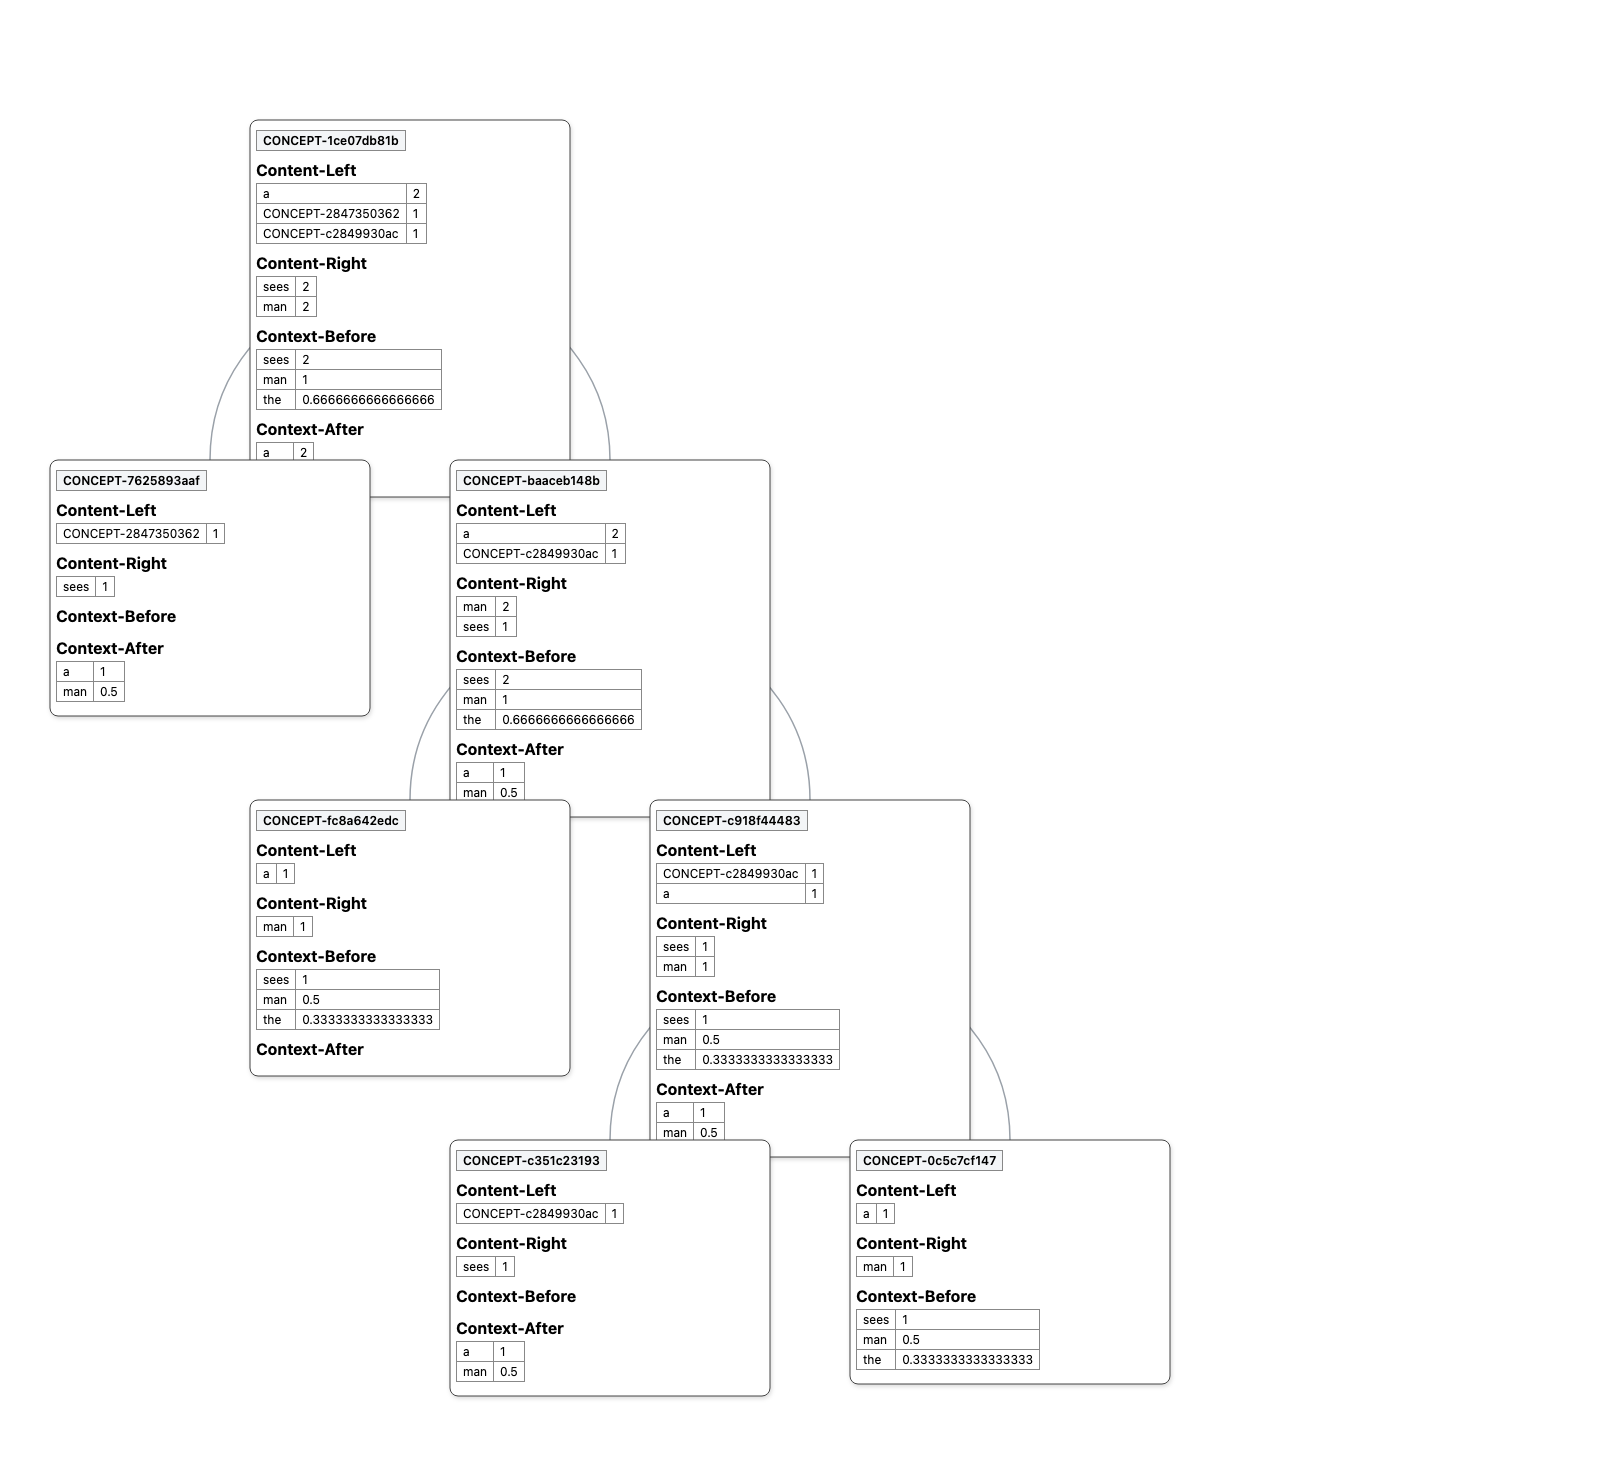 CONCEPT-1ce07db81b
Content-Left
a 2
CONCEPT-2847350362 1
CONCEPT-c2849930ac 1
Content-Right
sees 2
man 2
Context-Before
sees 2
man 1
the 0.6666666666666666
Context-After
a 2
CONCEPT-7625893aaf
Content-Left
CONCEPT-2847350362 1
Content-Right
sees 1
Context-Before
Context-After
a 1
man 0.5
CONCEPT-baaceb148b
Content-Left
a 2
CONCEPT-c2849930ac 1
Content-Right
man 2
sees 1
Context-Before
sees 2
man 1
the 0.6666666666666666
Context-After
a 1
man 0.5
CONCEPT-fc8a642edc
Content-Left
a 1
Content-Right
man 1
Context-Before
sees 1
man 0.5
the 0.3333333333333333
Context-After
CONCEPT-c918f44483
Content-Left
CONCEPT-c2849930ac 1
a 1
Content-Right
sees 1
man 1
Context-Before
sees 1
man 0.5
the 0.3333333333333333
Context-After
a 1
man 0.5
CONCEPT-c351c23193
Content-Left
CONCEPT-c2849930ac 1
Content-Right
sees 1
Context-Before
Context-After
a 1
man 0.5
CONCEPT-0c5c7cf147
Content-Left
a 1
Content-Right
man 1
Context-Before
sees 1
man 0.5
the 0.3333333333333333